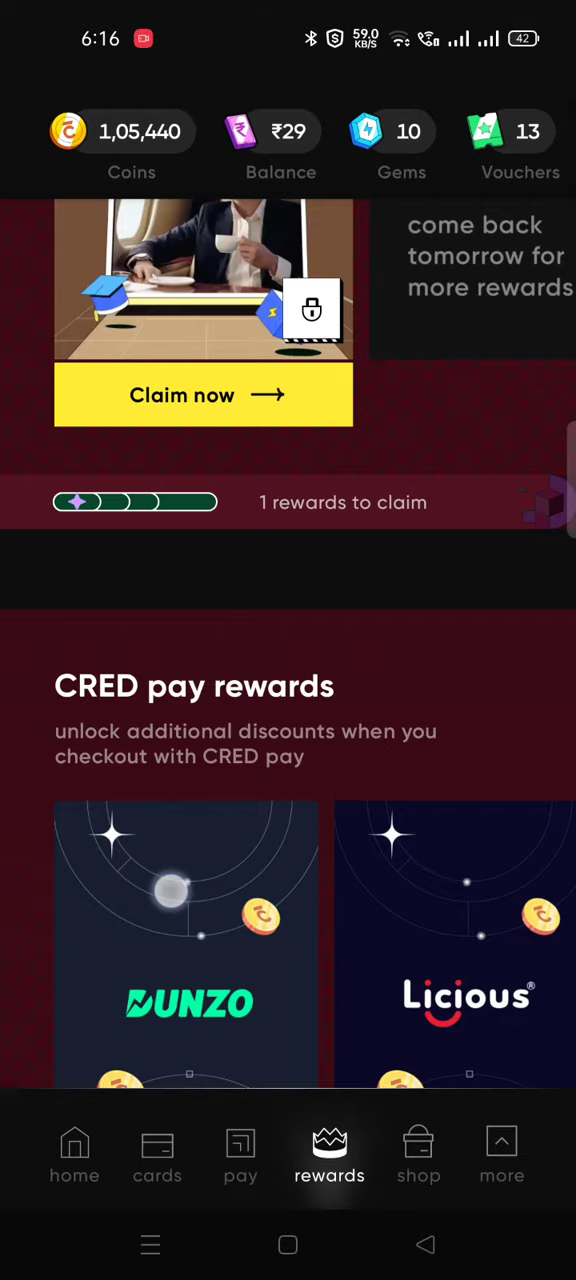 6:16 59.0 KB/S 42
1,05,440 ₹29 10 13
Coins Balance Gems Vouchers
come back
tomorrow for
more rewards
Claim now
1 rewards to claim
CRED pay rewards
unlock additional discounts when you
checkout with CRED pay
DUNZO
Licious®
home cards pay rewards shop more